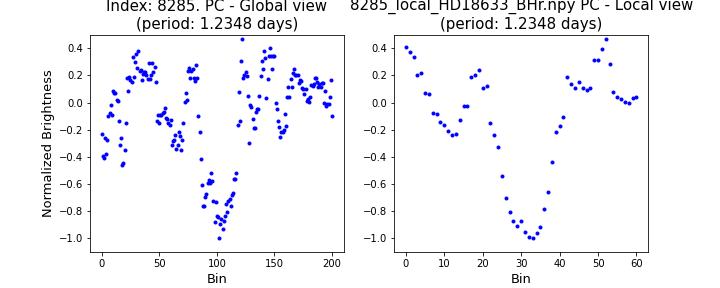 Index: 8285. PC - Global view
(period: 1.2348 days)
8285_local_HD18633_BHr.npy PC - Local view
(period: 1.2348 days)
Normalized Brightness
0.4
0.2
0.0
−0.2
−0.4
−0.6
−0.8
−1.0
0 50 100 150 200
Bin
0.4
0.2
0.0
−0.2
−0.4
−0.6
−0.8
−1.0
0 10 20 30 40 50 60
Bin